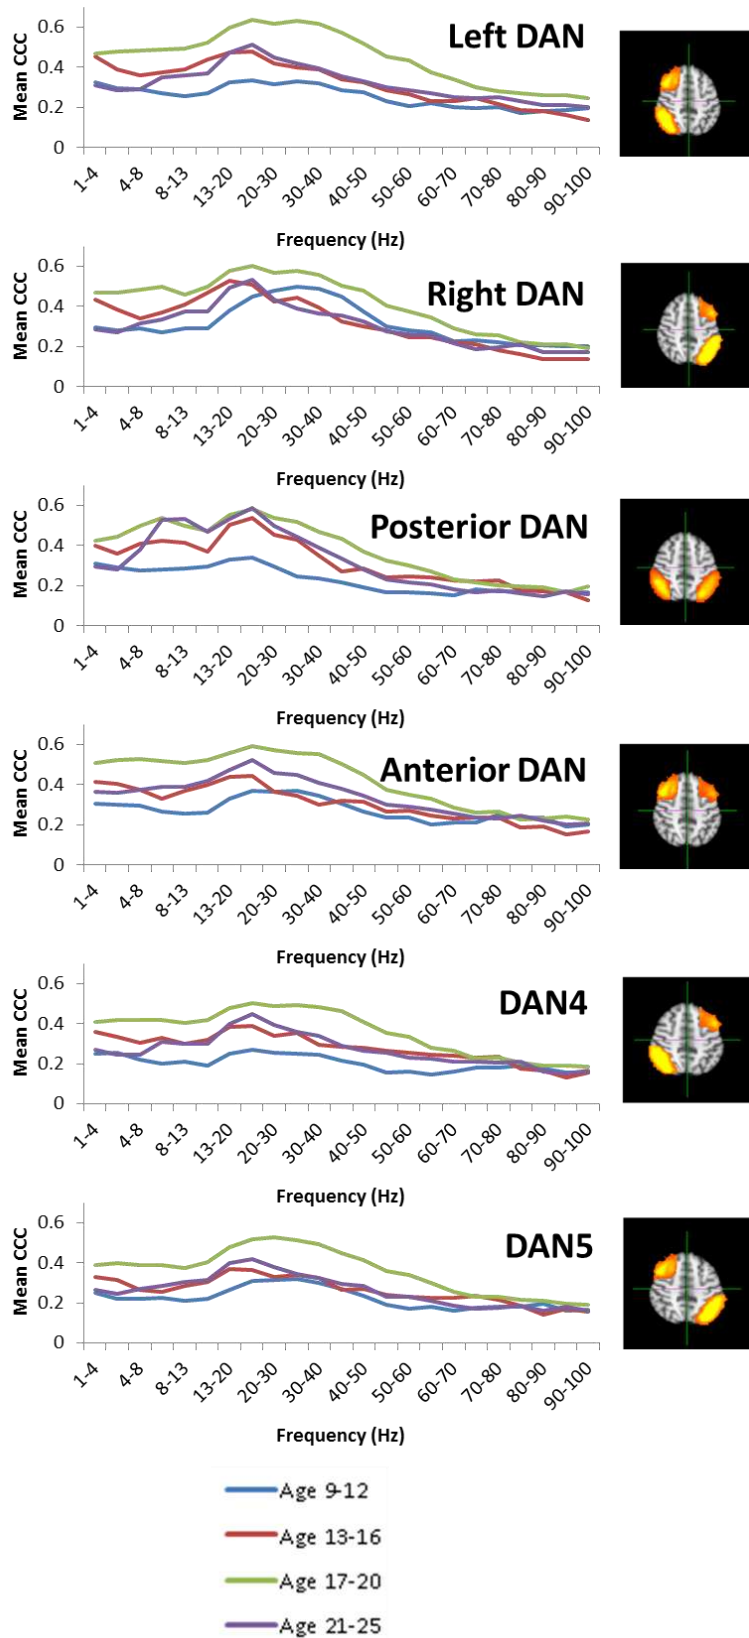 Left DAN
Mean CCC
0.6
0.4
0.2
0
1-4 4-8 8-13 13-20 20-30 30-40 40-50 50-60 60-70 70-80 80-90 90-100
Frequency (Hz)
Right DAN
Mean CCC
0.6
0.4
0.2
0
1-4 4-8 8-13 13-20 20-30 30-40 40-50 50-60 60-70 70-80 80-90 90-100
Frequency (Hz)
Posterior DAN
Mean CCC
0.6
0.4
0.2
0
1-4 4-8 8-13 13-20 20-30 30-40 40-50 50-60 60-70 70-80 80-90 90-100
Frequency (Hz)
Anterior DAN
Mean CCC
0.6
0.4
0.2
0
1-4 4-8 8-13 13-20 20-30 30-40 40-50 50-60 60-70 70-80 80-90 90-100
Frequency (Hz)
DAN4
Mean CCC
0.6
0.4
0.2
0
1-4 4-8 8-13 13-20 20-30 30-40 40-50 50-60 60-70 70-80 80-90 90-100
Frequency (Hz)
DAN5
Mean CCC
0.6
0.4
0.2
0
1-4 4-8 8-13 13-20 20-30 30-40 40-50 50-60 60-70 70-80 80-90 90-100
Frequency (Hz)
Age 9-12
Age 13-16
Age 17-20
Age 21-25